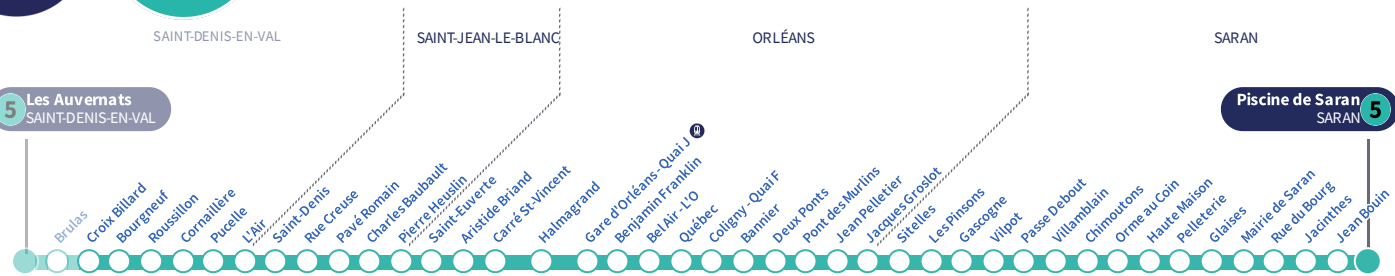 SAINT-DENIS-EN-VAL
SAINT-JEAN-LE-BLANC
ORLÉANS
SARAN
5
Les Auvernats
SAINT-DENIS-EN-VAL
Piscine de Saran
SARAN
5
Brulas
Croix Billard
Bourgneuf
Roussillon
Cornaillère
Pucelle
L'Air
Saint-Denis
Rue Creuse
Pavé Romain
Charles Baubault
Pierre Heuslin
Saint-Euverte
Aristide Briand
Carré St-Vincent
Halmagrand
Gare d'Orléans - Quai J
Benjamin Franklin
Bel Air - L'O
Québec
Coligny - Quai F
Bannier
Deux Ponts
Pont des Murlins
Jean Pelletier
Jacques Groslot
Sitelles
Les Pinsons
Gascogne
Vilpot
Passe Debout
Villamblain
Chimoutons
Orme au Coin
Haute Maison
Pelleterie
Glaises
Mairie de Saran
Rue du Bourg
Jacinthes
Jean Bouin